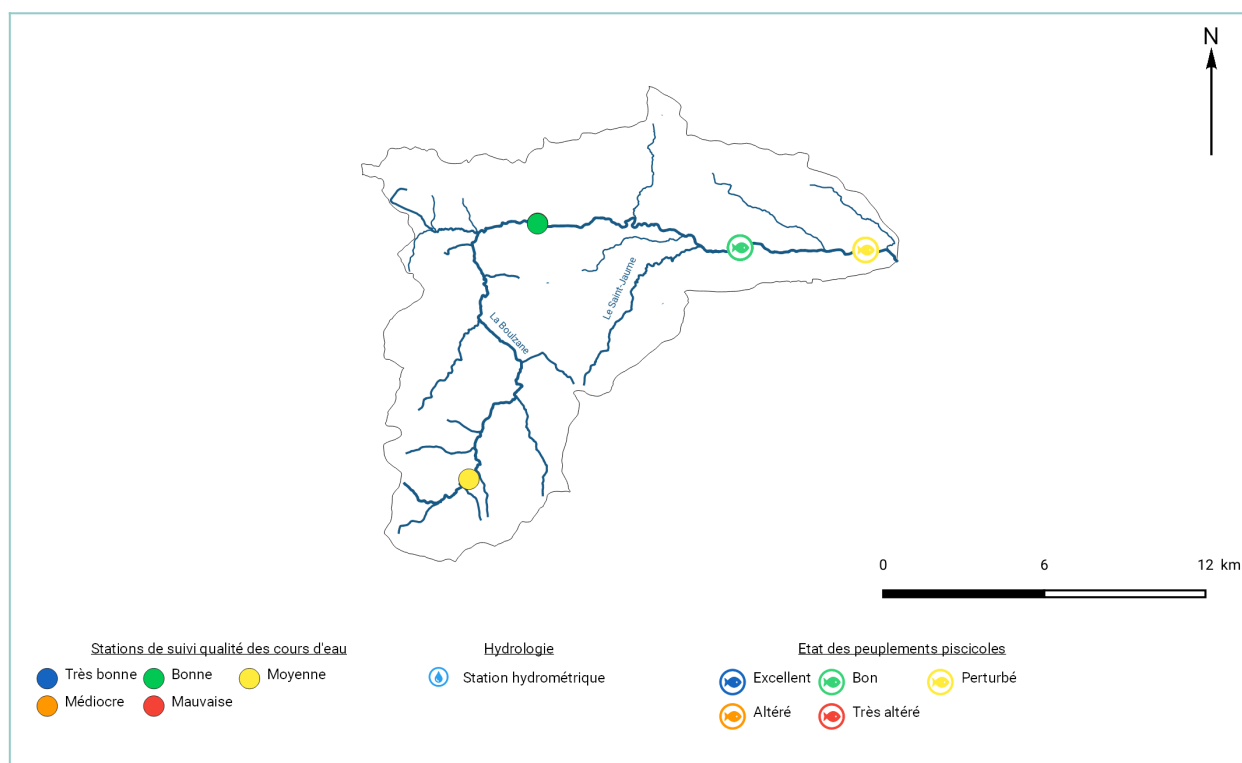 N
Le Saint-Jaume
La Boulzane
0 6 12 km
Stations de suivi qualité des cours d'eau
Très bonne Bonne Moyenne
Médiocre Mauvaise
Hydrologie
Station hydrométrique
Etat des peuplements piscicoles
Excellent Bon Perturbé
Altéré Très altéré